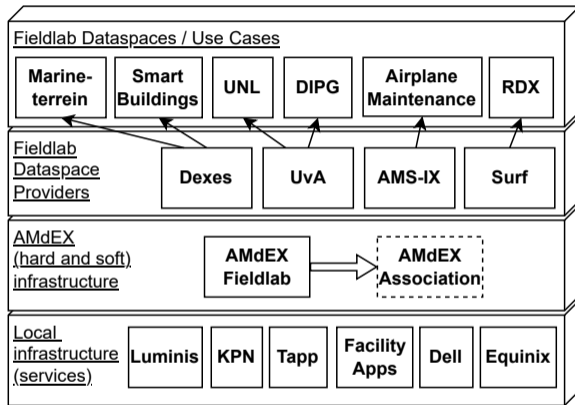 Fieldlab Dataspaces / Use Cases
Marine-
terrein
Smart
Buildings
UNL
DIPG
Airplane
Maintenance
RDX
Fieldlab
Dataspace
Providers
Dexes
UvA
AMS-IX
Surf
AMdEX
(hard and soft)
infrastructure
AMdEX
Fieldlab
AMdEX
Association
Local
infrastructure
(services)
Luminis
KPN
Tapp
Facility
Apps
Dell
Equinix